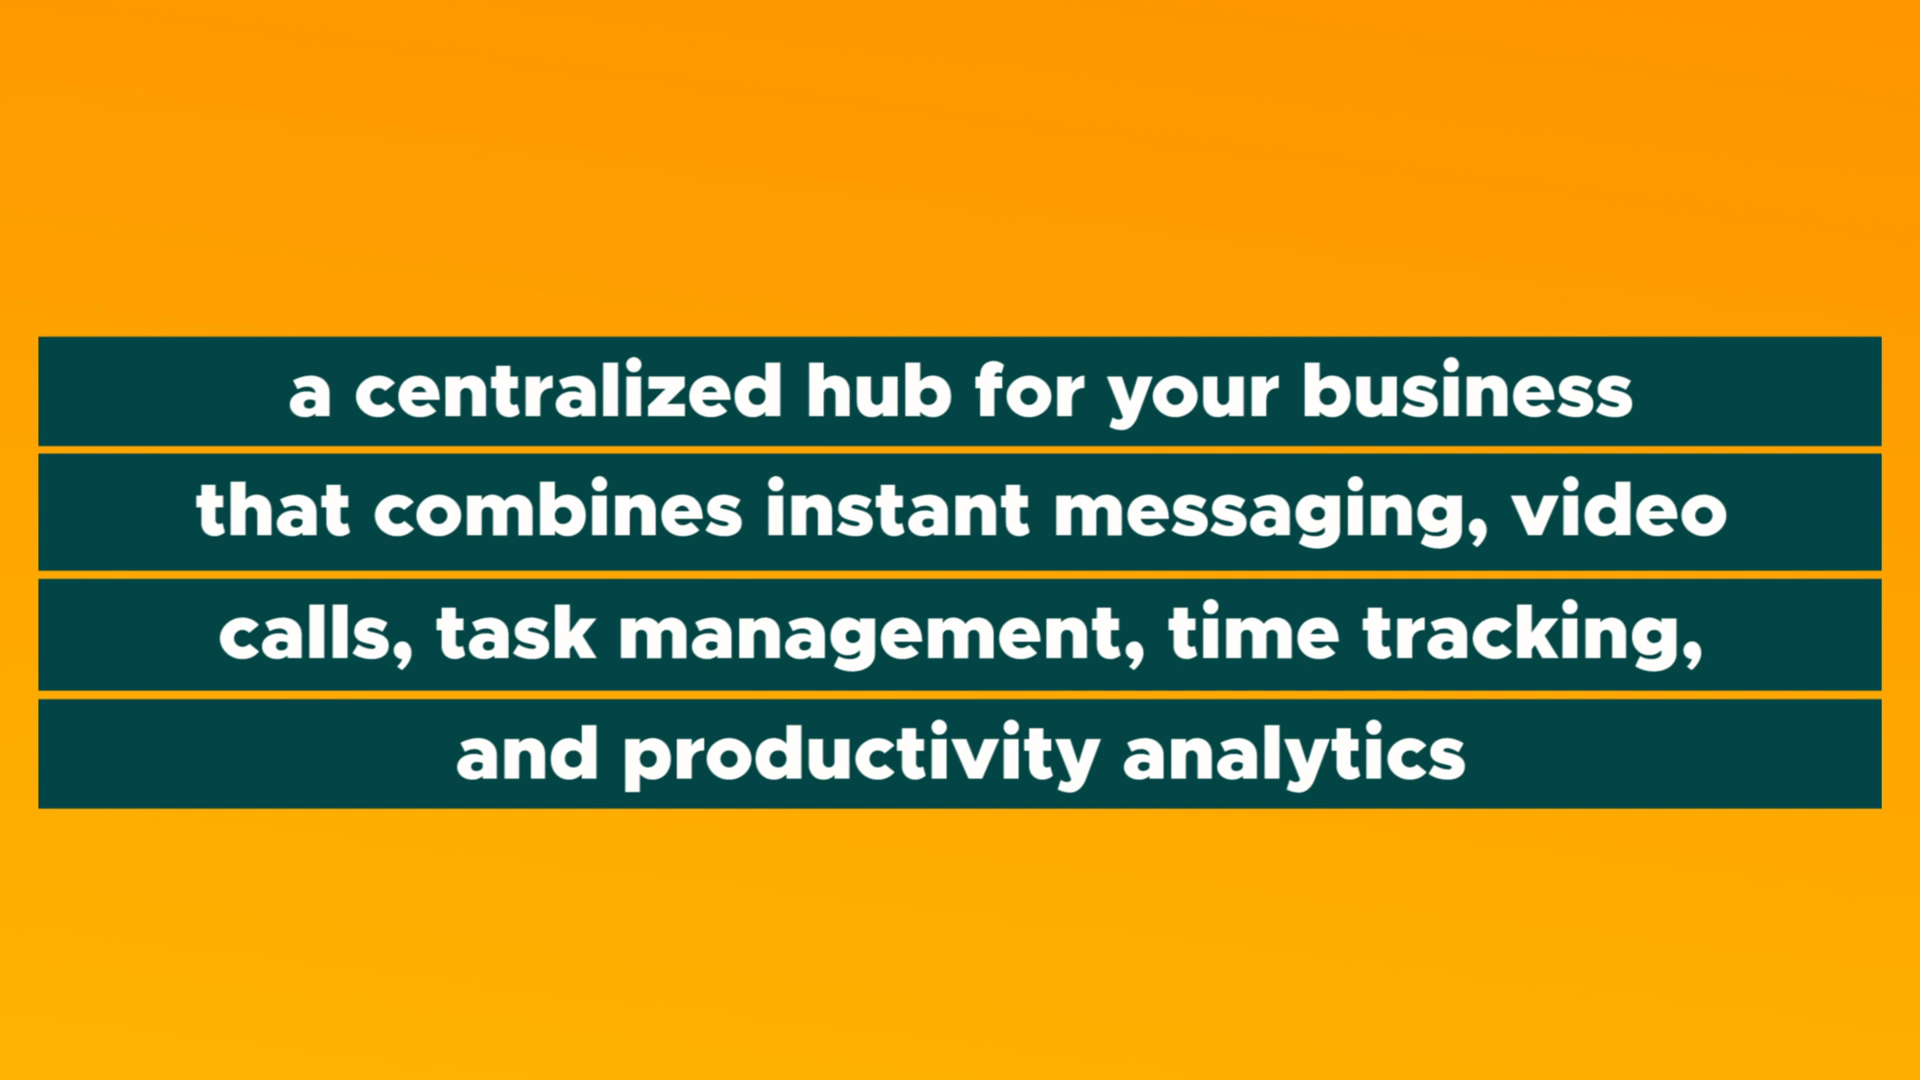 a centralized hub for your business
that combines instant messaging, video
calls, task management, time tracking,
and productivity analytics